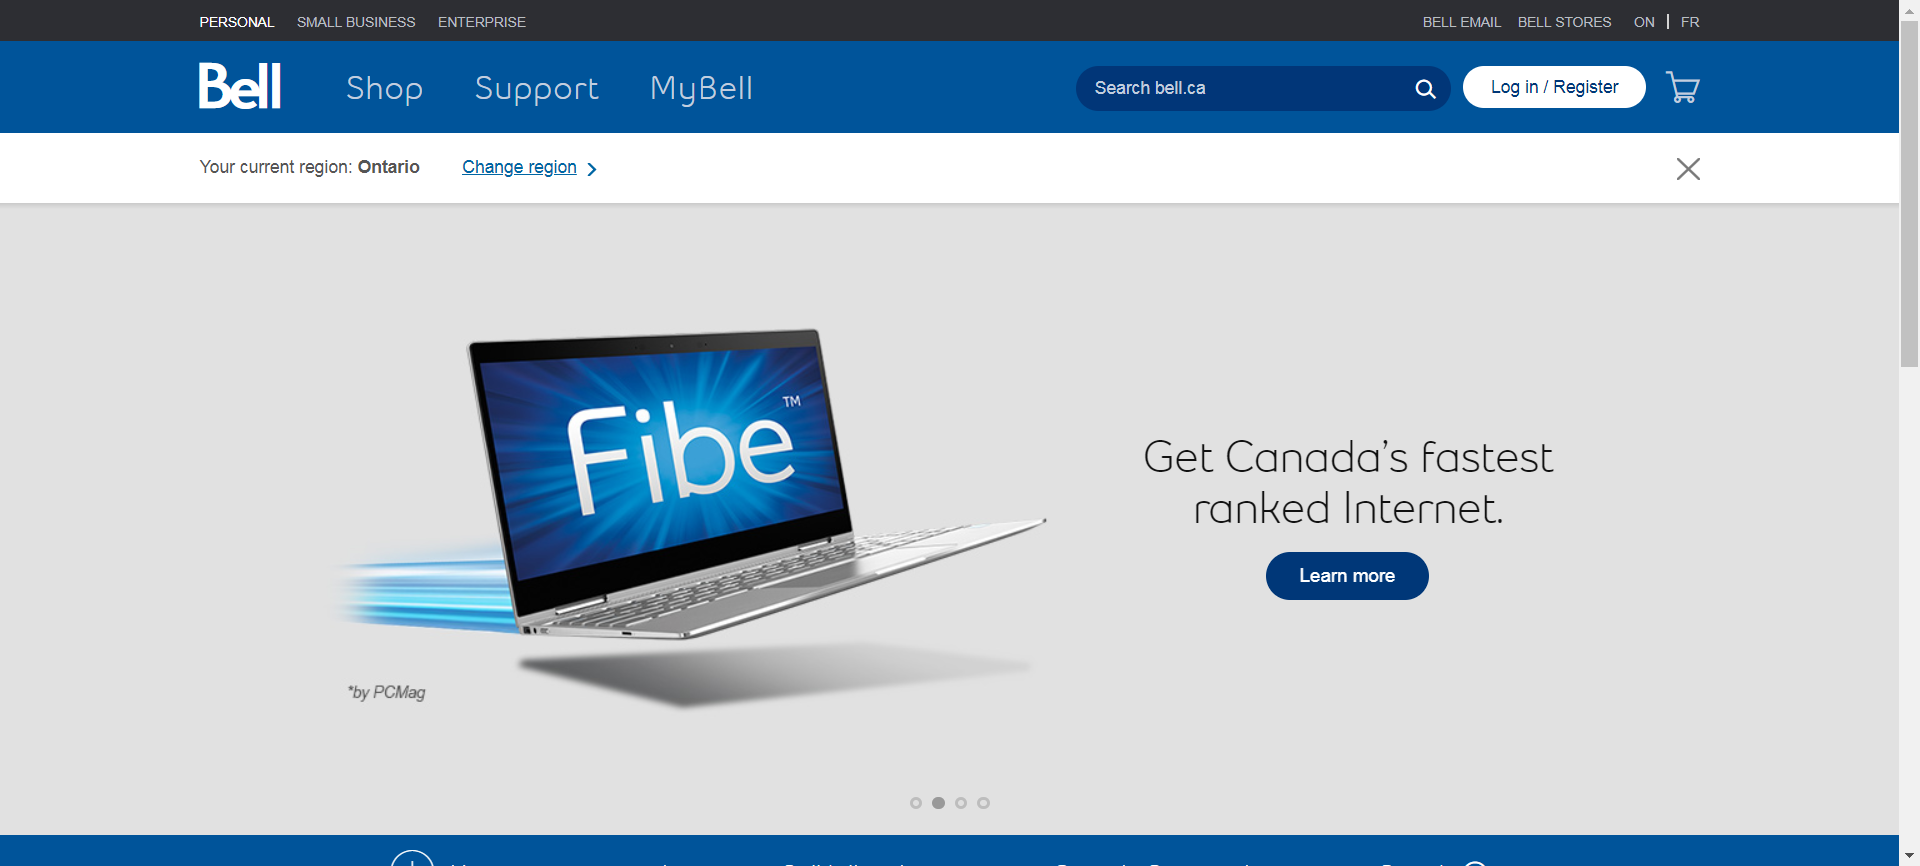 PERSONAL SMALL BUSINESS ENTERPRISE BELL EMAIL BELL STORES ON | FR
Bell Shop Support MyBell Search bell.ca Log in / Register
Your current region: Ontario Change region
Fibe™
Get Canada’s fastest
ranked Internet.
Learn more
*by PCMag